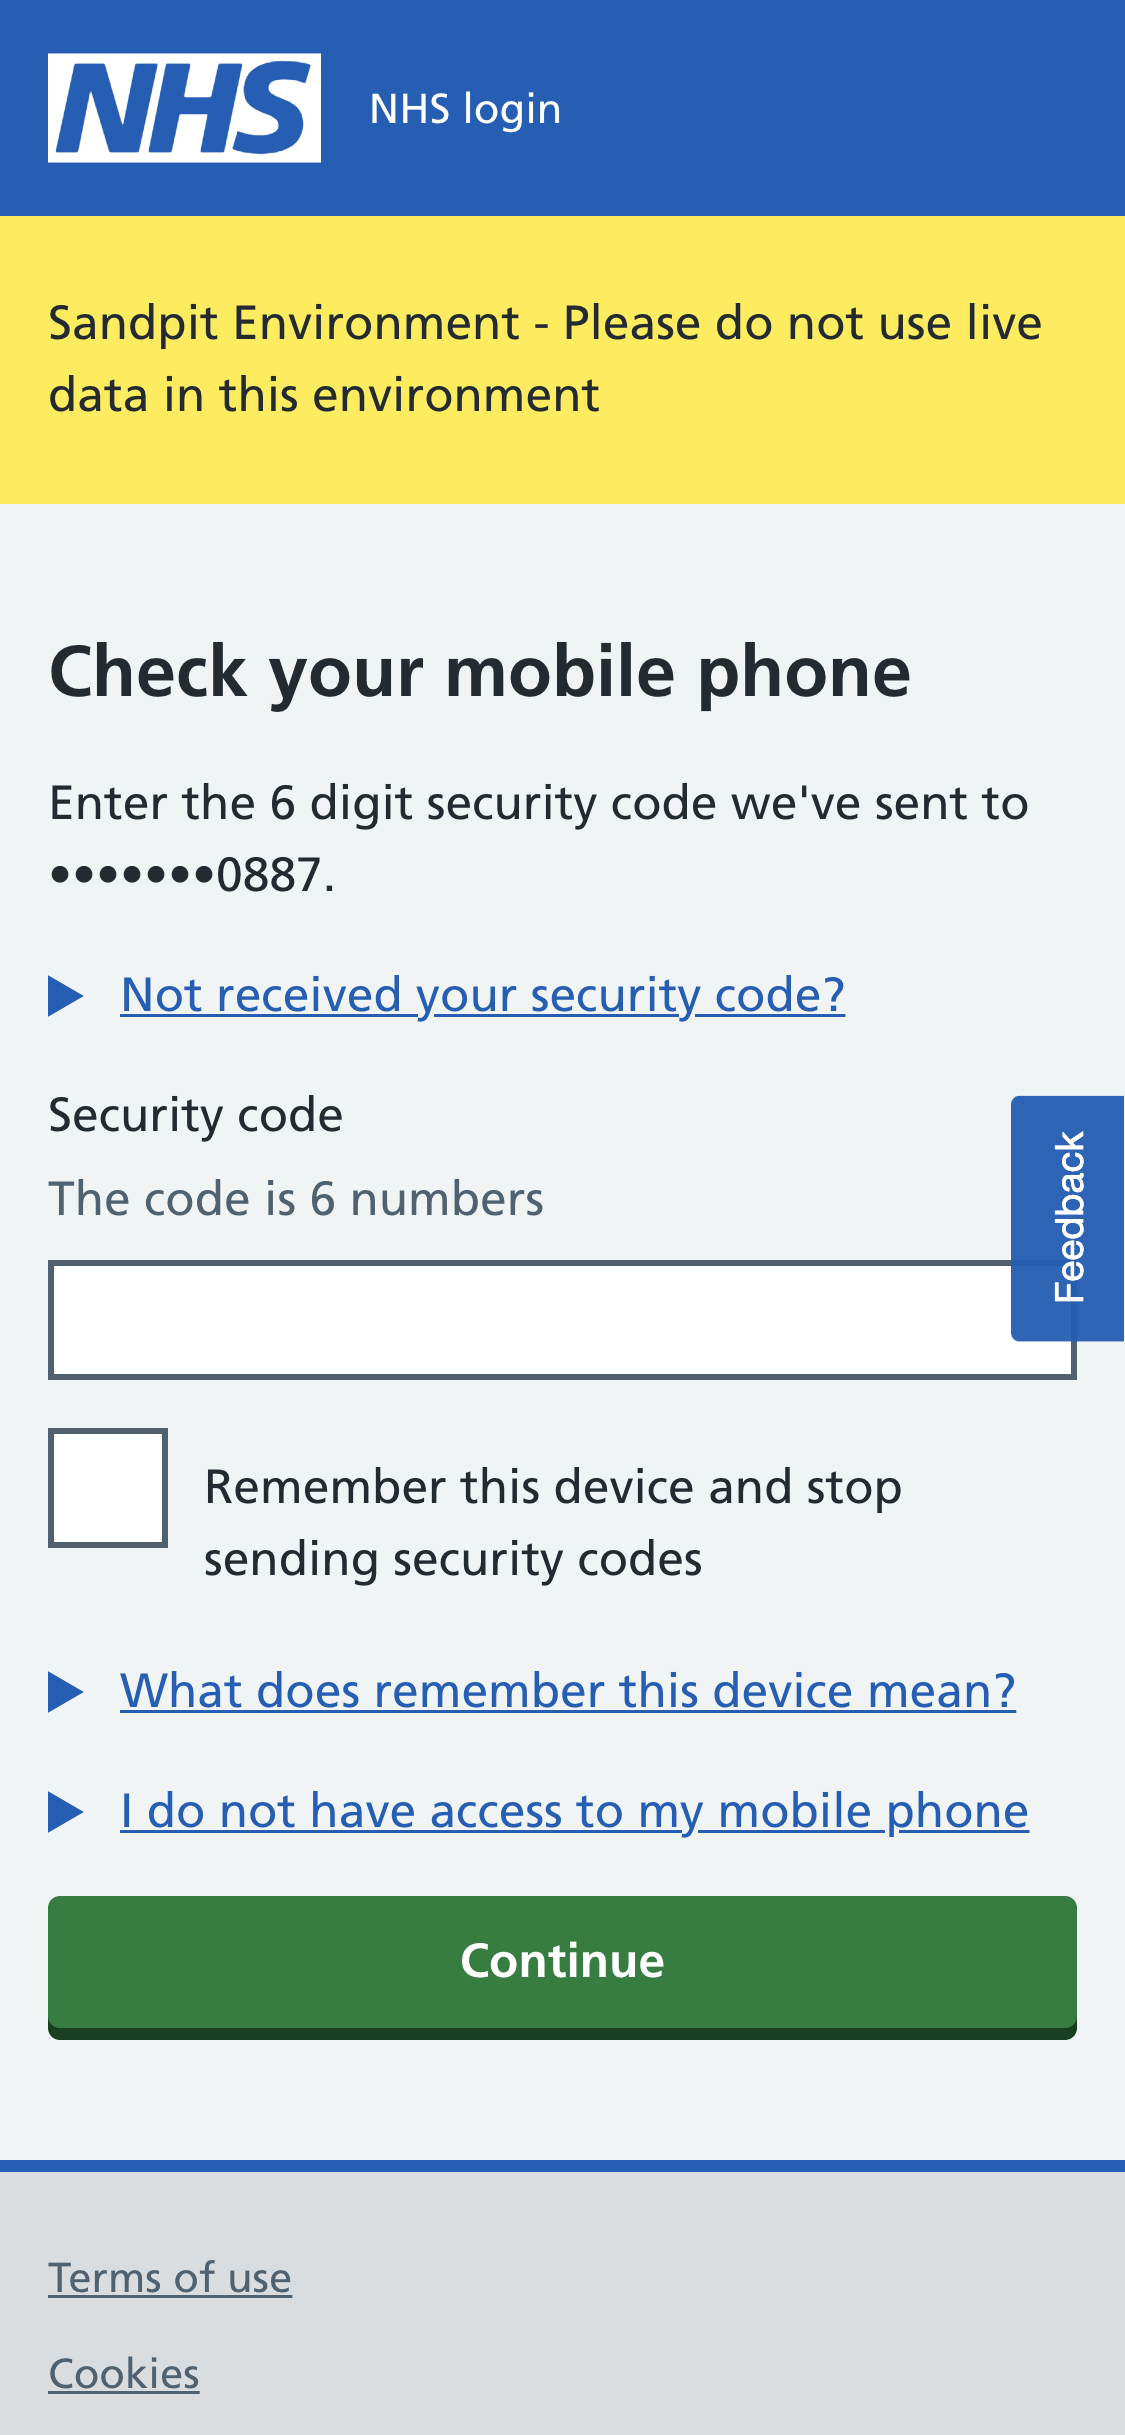 NHS
NHS login
Sandpit Environment - Please do not use live
data in this environment
Check your mobile phone
Enter the 6 digit security code we've sent to
•••••••0887.
Not received your security code?
Security code
The code is 6 numbers
Feedback
Remember this device and stop
sending security codes
What does remember this device mean?
I do not have access to my mobile phone
Continue
Terms of use
Cookies